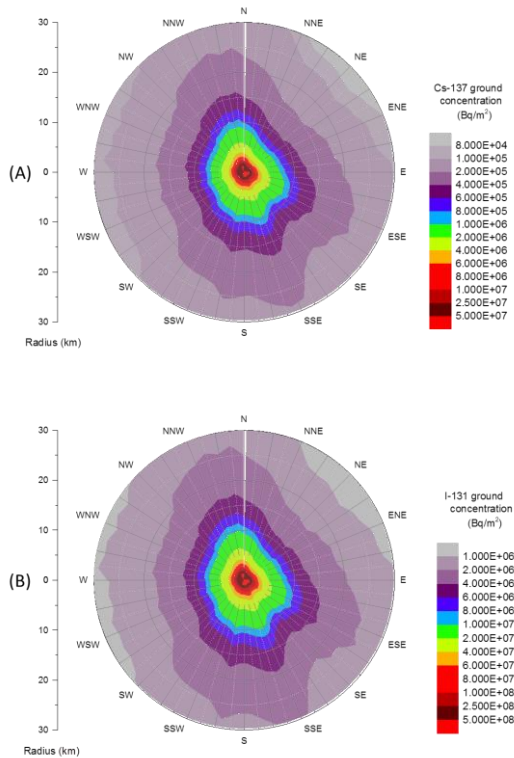 (A)
N
NNE
NE
ENE
E
ESE
SE
SSE
S
SSW
SW
WSW
W
WNW
NW
NNW
30
20
10
0
10
20
30
Radius (km)
Cs-137 ground
concentration
(Bq/m²)
8.000E+04
1.000E+05
2.000E+05
4.000E+05
6.000E+05
8.000E+05
1.000E+06
2.000E+06
4.000E+06
6.000E+06
8.000E+06
1.000E+07
2.500E+07
5.000E+07
(B)
N
NNE
NE
ENE
E
ESE
SE
SSE
S
SSW
SW
WSW
W
WNW
NW
NNW
30
20
10
0
10
20
30
Radius (km)
I-131 ground
concentration
(Bq/m²)
1.000E+06
2.000E+06
4.000E+06
6.000E+06
8.000E+06
1.000E+07
2.000E+07
4.000E+07
6.000E+07
8.000E+07
1.000E+08
2.500E+08
5.000E+08